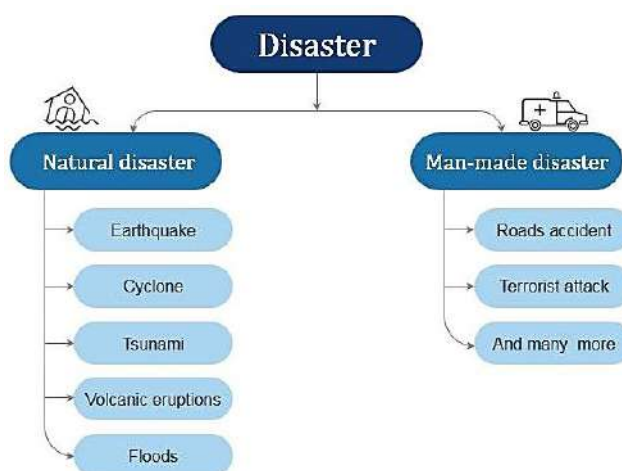 Disaster
Natural disaster
Earthquake
Cyclone
Tsunami
Volcanic eruptions
Floods
Man-made disaster
Roads accident
Terrorist attack
And many more